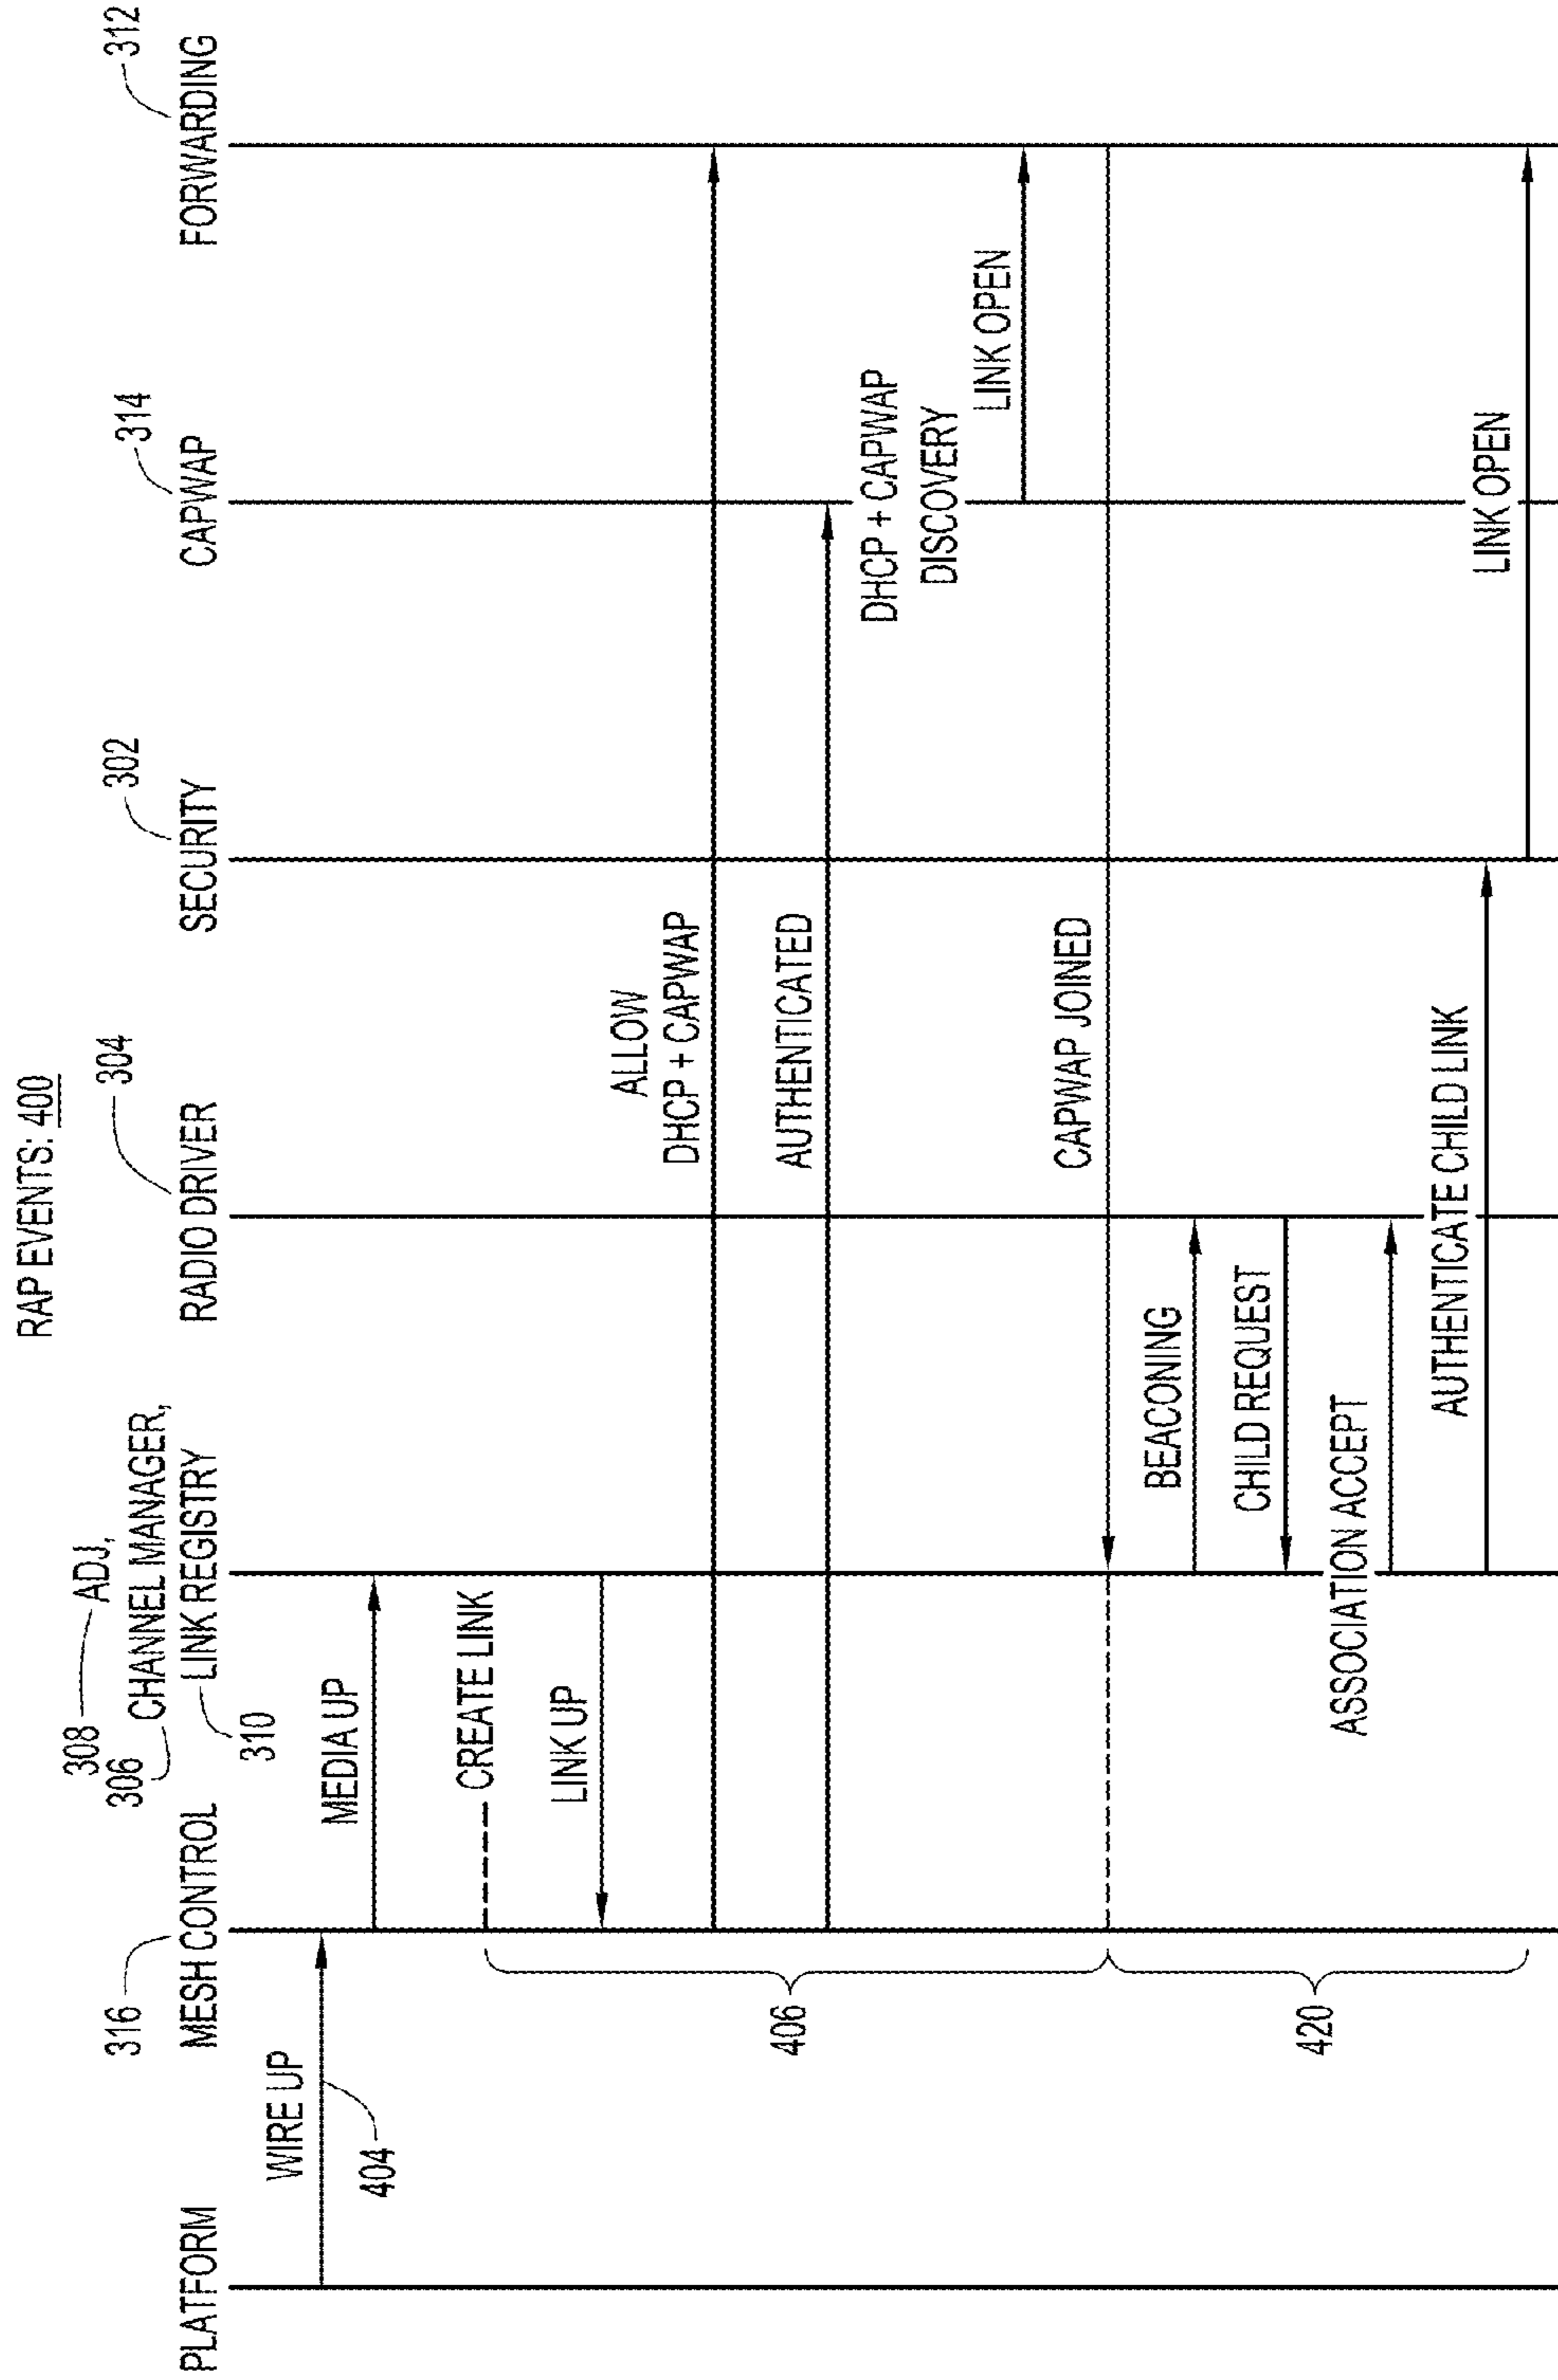 RAP EVENTS: 400
PLATFORM
316
MESH CONTROL
308
ADJ,
306
CHANNEL MANAGER,
LINK REGISTRY
310
304
RADIO DRIVER
302
SECURITY
314
CAPWAP
312
FORWARDING
WIRE UP
404
MEDIA UP
CREATE LINK
LINK UP
ALLOW
DHCP + CAPWAP
AUTHENTICATED
DHCP + CAPWAP
DISCOVERY
LINK OPEN
406
CAPWAP JOINED
BEACONING
CHILD REQUEST
420
ASSOCIATION ACCEPT
AUTHENTICATE CHILD LINK
LINK OPEN